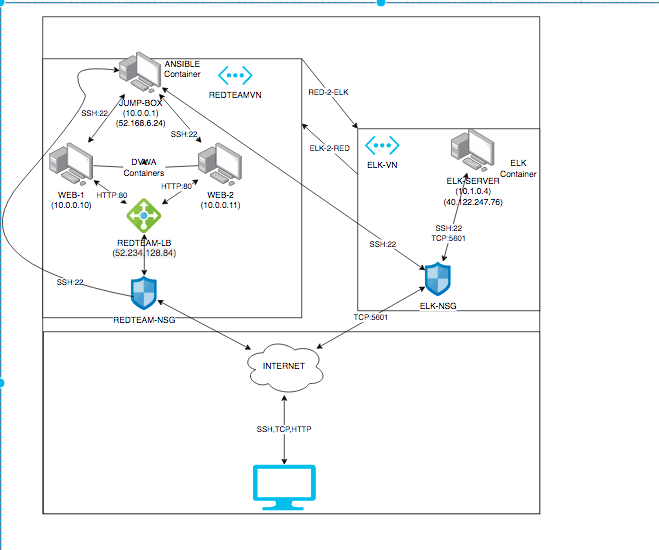 ANSIBLE
Container
REDTEAMVN
JUMP-BOX
(10.0.0.1)
(52.168.6.24)
SSH:22
SSH:22
RED-2-ELK
ELK-2-RED
ELK-VN
ELK
Container
ELK-SERVER
(10.1.0.4)
(40.122.247.76)
DVWA
Containers
WEB-1
(10.0.0.10)
HTTP:80
HTTP:80
WEB-2
(10.0.0.11)
REDTEAM-LB
(52.234.128.84)
SSH:22
TCP:5601
SSH:22
SSH:22
REDTEAM-NSG
ELK-NSG
TCP:5601
INTERNET
SSH,TCP,HTTP